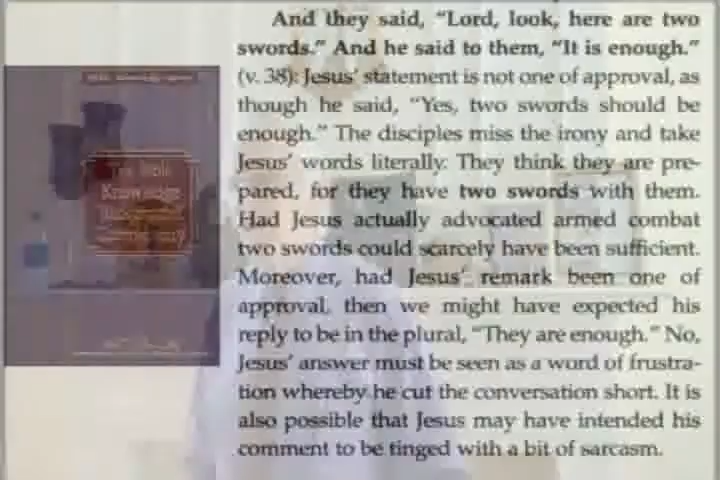 And they said, “Lord, look, here are two
swords.” And he said to them, “It is enough.”
(v. 38): Jesus’ statement is not one of approval, as
though he said, “Yes, two swords should be
enough.” The disciples miss the irony and take
Jesus’ words literally. They think they are pre-
pared, for they have two swords with them.
Had Jesus actually advocated armed combat
two swords could scarcely have been sufficient.
Moreover, had Jesus’ remark been one of
approval, then we might have expected his
reply to be in the plural, “They are enough.” No,
Jesus’ answer must be seen as a word of frustra-
tion whereby he cut the conversation short. It is
also possible that Jesus may have intended his
comment to be tinged with a bit of sarcasm.
Bible
Knowledge
Background
Commentary